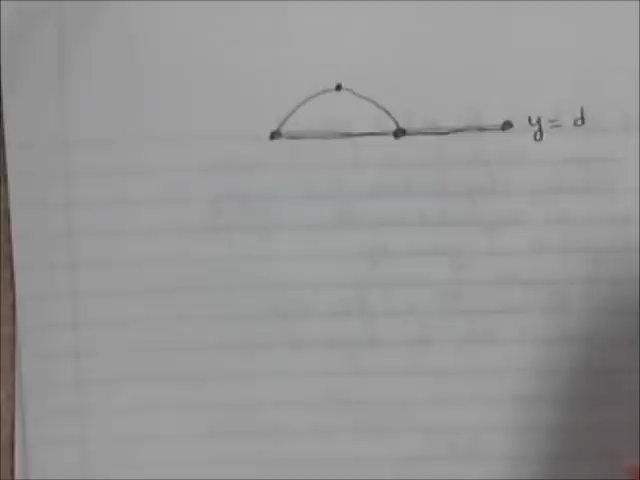 y = d